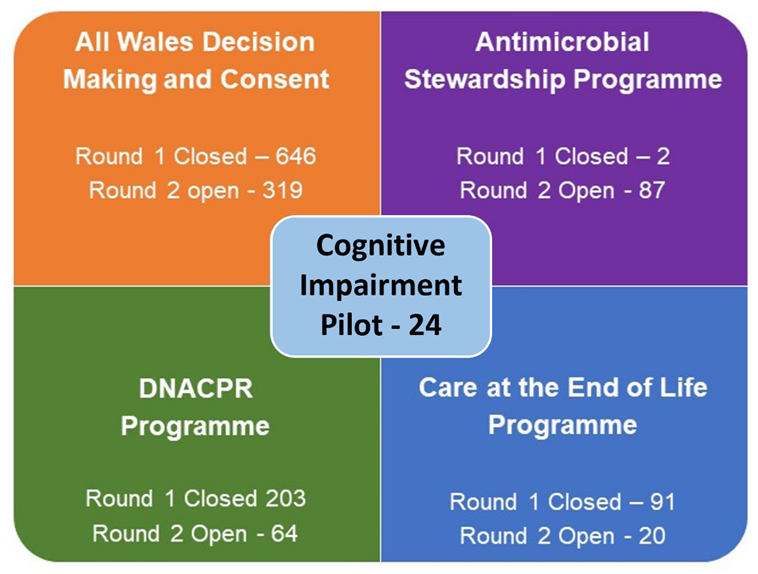 All Wales Decision
Making and Consent
Round 1 Closed – 646
Round 2 open - 319
Antimicrobial
Stewardship Programme
Round 1 Closed – 2
Round 2 Open - 87
Cognitive
Impairment
Pilot - 24
DNACPR
Programme
Round 1 Closed 203
Round 2 Open - 64
Care at the End of Life
Programme
Round 1 Closed – 91
Round 2 Open - 20